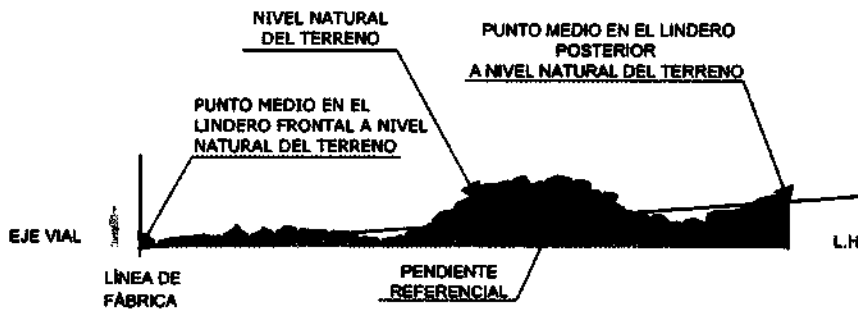 NIVEL NATURAL
DEL TERRENO
PUNTO MEDIO EN EL LINDERO
POSTERIOR
A NIVEL NATURAL DEL TERRENO
PUNTO MEDIO EN EL
LINDERO FRONTAL A NIVEL
NATURAL DEL TERRENO
EJE VIAL
L.H
LÍNEA DE
FÁBRICA
PENDIENTE
REFERENCIAL